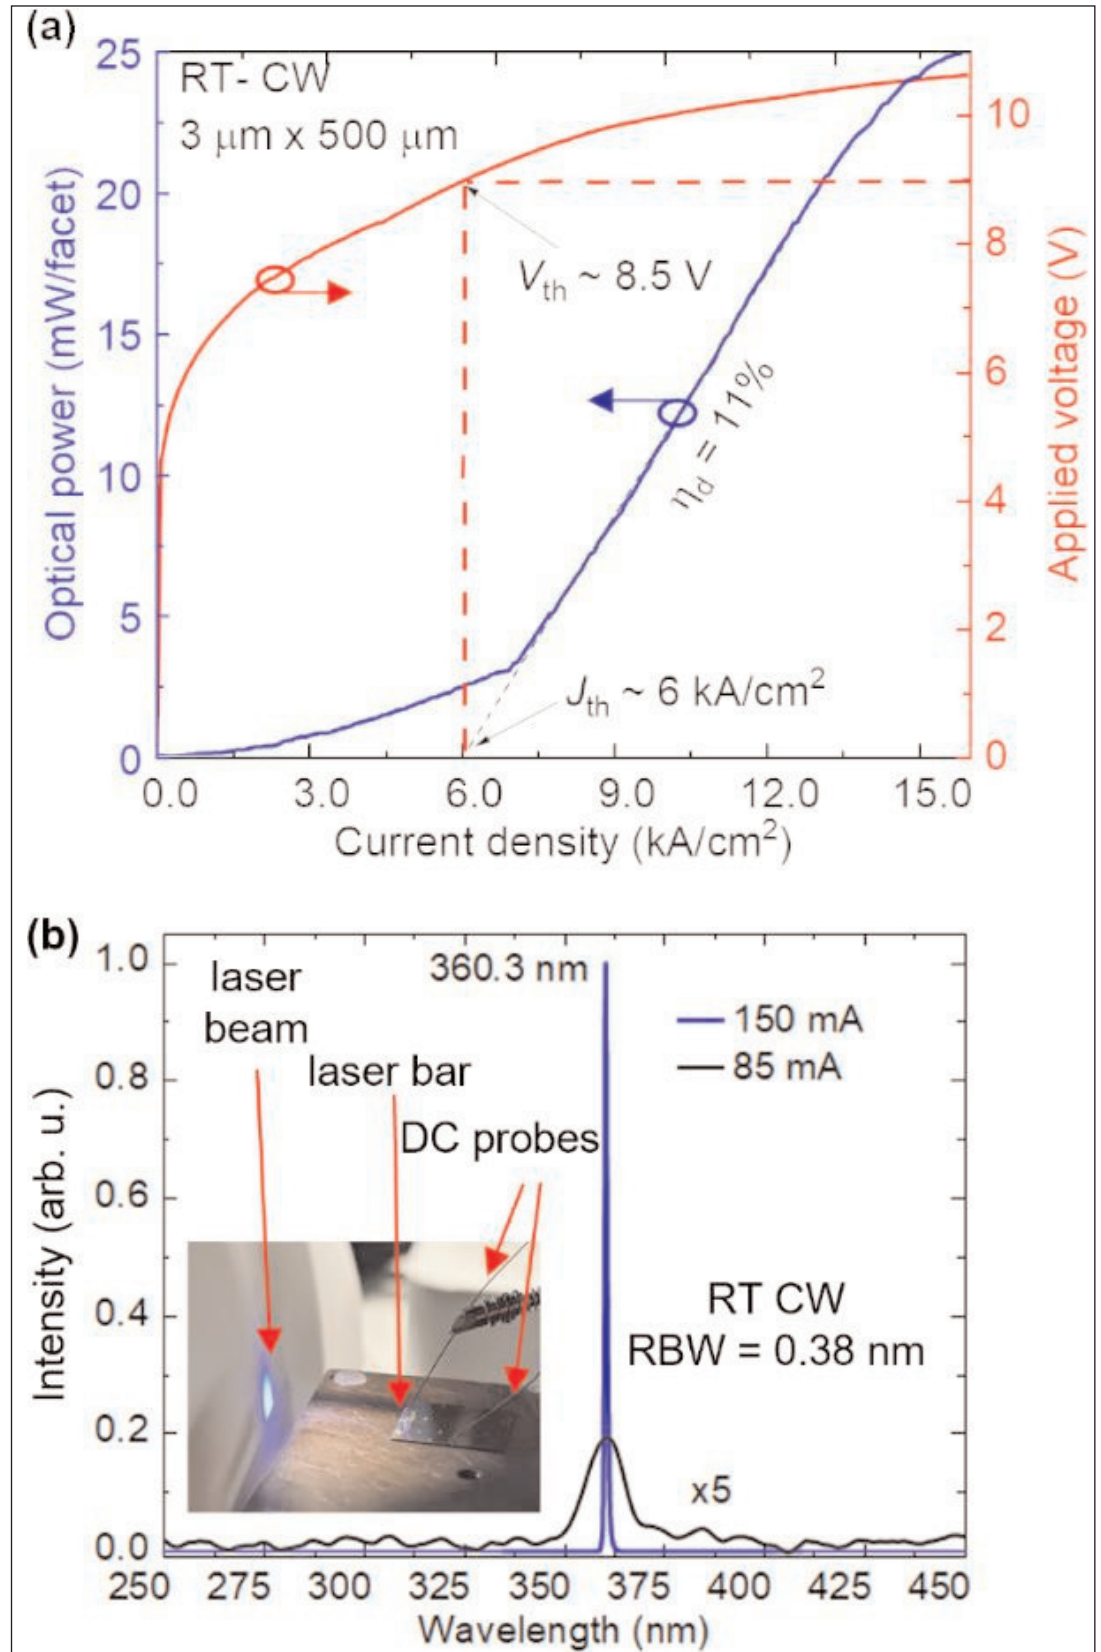 (a)
RT- CW
3 μm x 500 μm
25
20
15
10
5
0
Optical power (mW/facet)
10
8
6
4
2
0
Applied voltage (V)
Vth ~ 8.5 V
ηd = 11%
Jth ~ 6 kA/cm²
0.0 3.0 6.0 9.0 12.0 15.0
Current density (kA/cm²)
(b)
1.0
0.8
0.6
0.4
0.2
0.0
Intensity (arb. u.)
laser
beam
laser bar
DC probes
360.3 nm
150 mA
85 mA
RT CW
RBW = 0.38 nm
x5
250 275 300 325 350 375 400 425 450
Wavelength (nm)